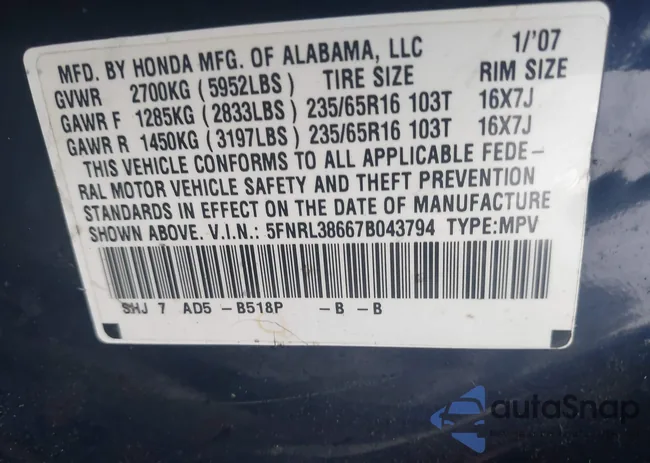 MFD. BY HONDA MFG. OF ALABAMA, LLC 1/'07
GVWR 2700KG (5952LBS) TIRE SIZE RIM SIZE
GAWR F 1285KG (2833LBS) 235/65R16 103T 16X7J
GAWR R 1450KG (3197LBS) 235/65R16 103T 16X7J
THIS VEHICLE CONFORMS TO ALL APPLICABLE FEDE-
RAL MOTOR VEHICLE SAFETY AND THEFT PREVENTION
STANDARDS IN EFFECT ON THE DATE OF MANUFACTURE
SHOWN ABOVE. V.I.N.: 5FNRL38667B043794 TYPE:MPV
SHJ 7 AD5 -B518P -B -B
autoSnap